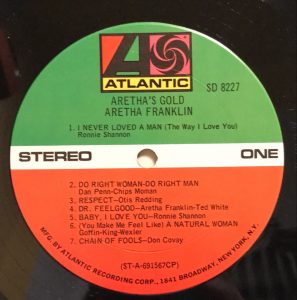 ATLANTIC
SD 8227
ARETHA'S GOLD
ARETHA FRANKLIN
1. I NEVER LOVED A MAN (The Way I Love You)
Ronnie Shannon
STEREO ONE
2. DO RIGHT WOMAN-DO RIGHT MAN
Dan Penn-Chips Moman
3. RESPECT-Otis Redding
4. DR. FEELGOOD-Aretha Franklin-Ted White
5. BABY, I LOVE YOU-Ronnie Shannon
6. (You Make Me Feel Like) A NATURAL WOMAN
Goffin-King-Wexler
7. CHAIN OF FOOLS-Don Covay
(ST-A-691567CP)
MFG. BY ATLANTIC RECORDING CORP., 1841 BROADWAY, NEW YORK, N.Y.